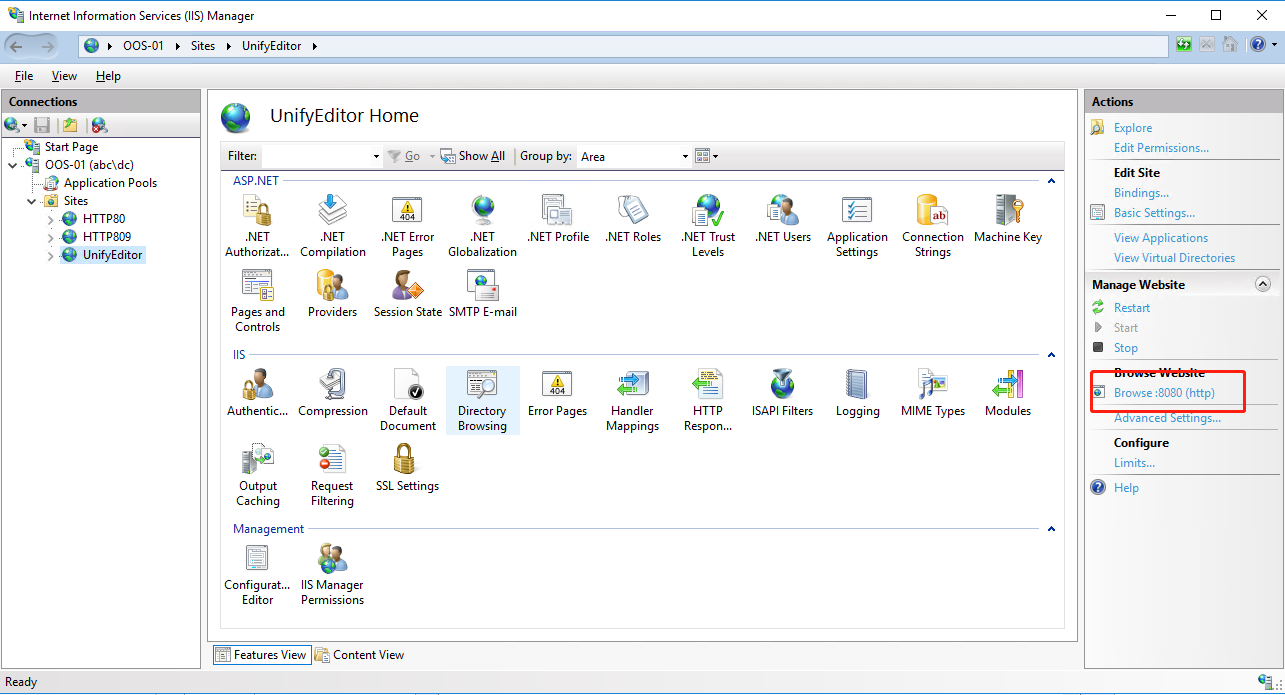 Internet Information Services (IIS) Manager
OOS-01 Sites UnifyEditor
File View Help
Connections
Start Page
OOS-01 (abc\dc)
Application Pools
Sites
HTTP80
HTTP809
UnifyEditor
UnifyEditor Home
Filter: Go Show All Group by: Area
ASP.NET
.NET Authorizat...
.NET Compilation
.NET Error Pages
.NET Globalization
.NET Profile
.NET Roles
.NET Trust Levels
.NET Users
Application Settings
Connection Strings
Machine Key
Pages and Controls
Providers
Session State
SMTP E-mail
IIS
Authentic...
Compression
Default Document
Directory Browsing
Error Pages
Handler Mappings
HTTP Respon...
ISAPI Filters
Logging
MIME Types
Modules
Output Caching
Request Filtering
SSL Settings
Management
Configurat... Editor
IIS Manager Permissions
Features View Content View
Actions
Explore
Edit Permissions...
Edit Site
Bindings...
Basic Settings...
View Applications
View Virtual Directories
Manage Website
Restart
Start
Stop
Browse Website
Browse :8080 (http)
Advanced Settings...
Configure
Limits...
Help
Ready